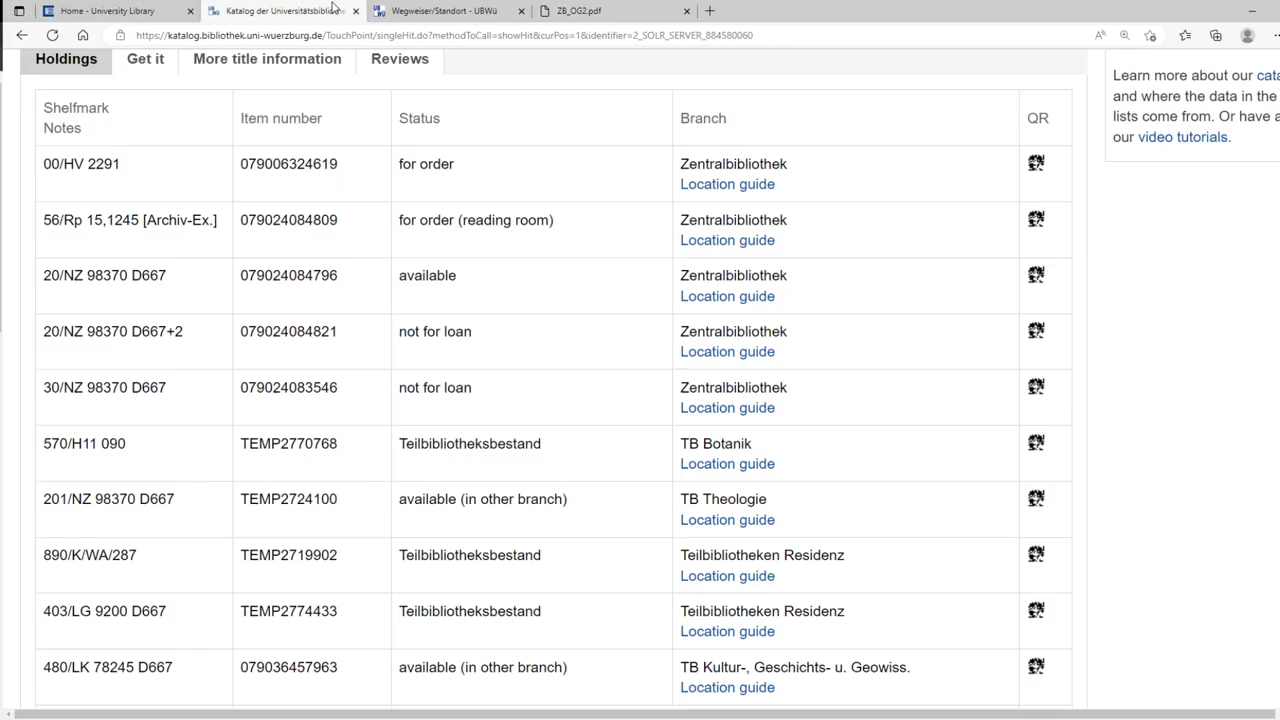 Home - University Library
Katalog der Universitätsbibliothe
Wegweiser/Standort - UBWü
ZB_OG2.pdf
https://katalog.bibliothek.uni-wuerzburg.de/TouchPoint/singleHit.do?methodToCall=showHit&curPos=1&identifier=2_SOLR_SERVER_884580060
Holdings Get it More title information Reviews
Learn more about our cata
and where the data in the
lists come from. Or have a
our video tutorials.
Shelfmark
Notes
Item number Status Branch QR
00/HV 2291 079006324619 for order Zentralbibliothek
Location guide
56/Rp 15,1245 [Archiv-Ex.] 079024084809 for order (reading room) Zentralbibliothek
Location guide
20/NZ 98370 D667 079024084796 available Zentralbibliothek
Location guide
20/NZ 98370 D667+2 079024084821 not for loan Zentralbibliothek
Location guide
30/NZ 98370 D667 079024083546 not for loan Zentralbibliothek
Location guide
570/H11 090 TEMP2770768 Teilbibliotheksbestand TB Botanik
Location guide
201/NZ 98370 D667 TEMP2724100 available (in other branch) TB Theologie
Location guide
890/K/WA/287 TEMP2719902 Teilbibliotheksbestand Teilbibliotheken Residenz
Location guide
403/LG 9200 D667 TEMP2774433 Teilbibliotheksbestand Teilbibliotheken Residenz
Location guide
480/LK 78245 D667 079036457963 available (in other branch) TB Kultur-, Geschichts- u. Geowiss.
Location guide